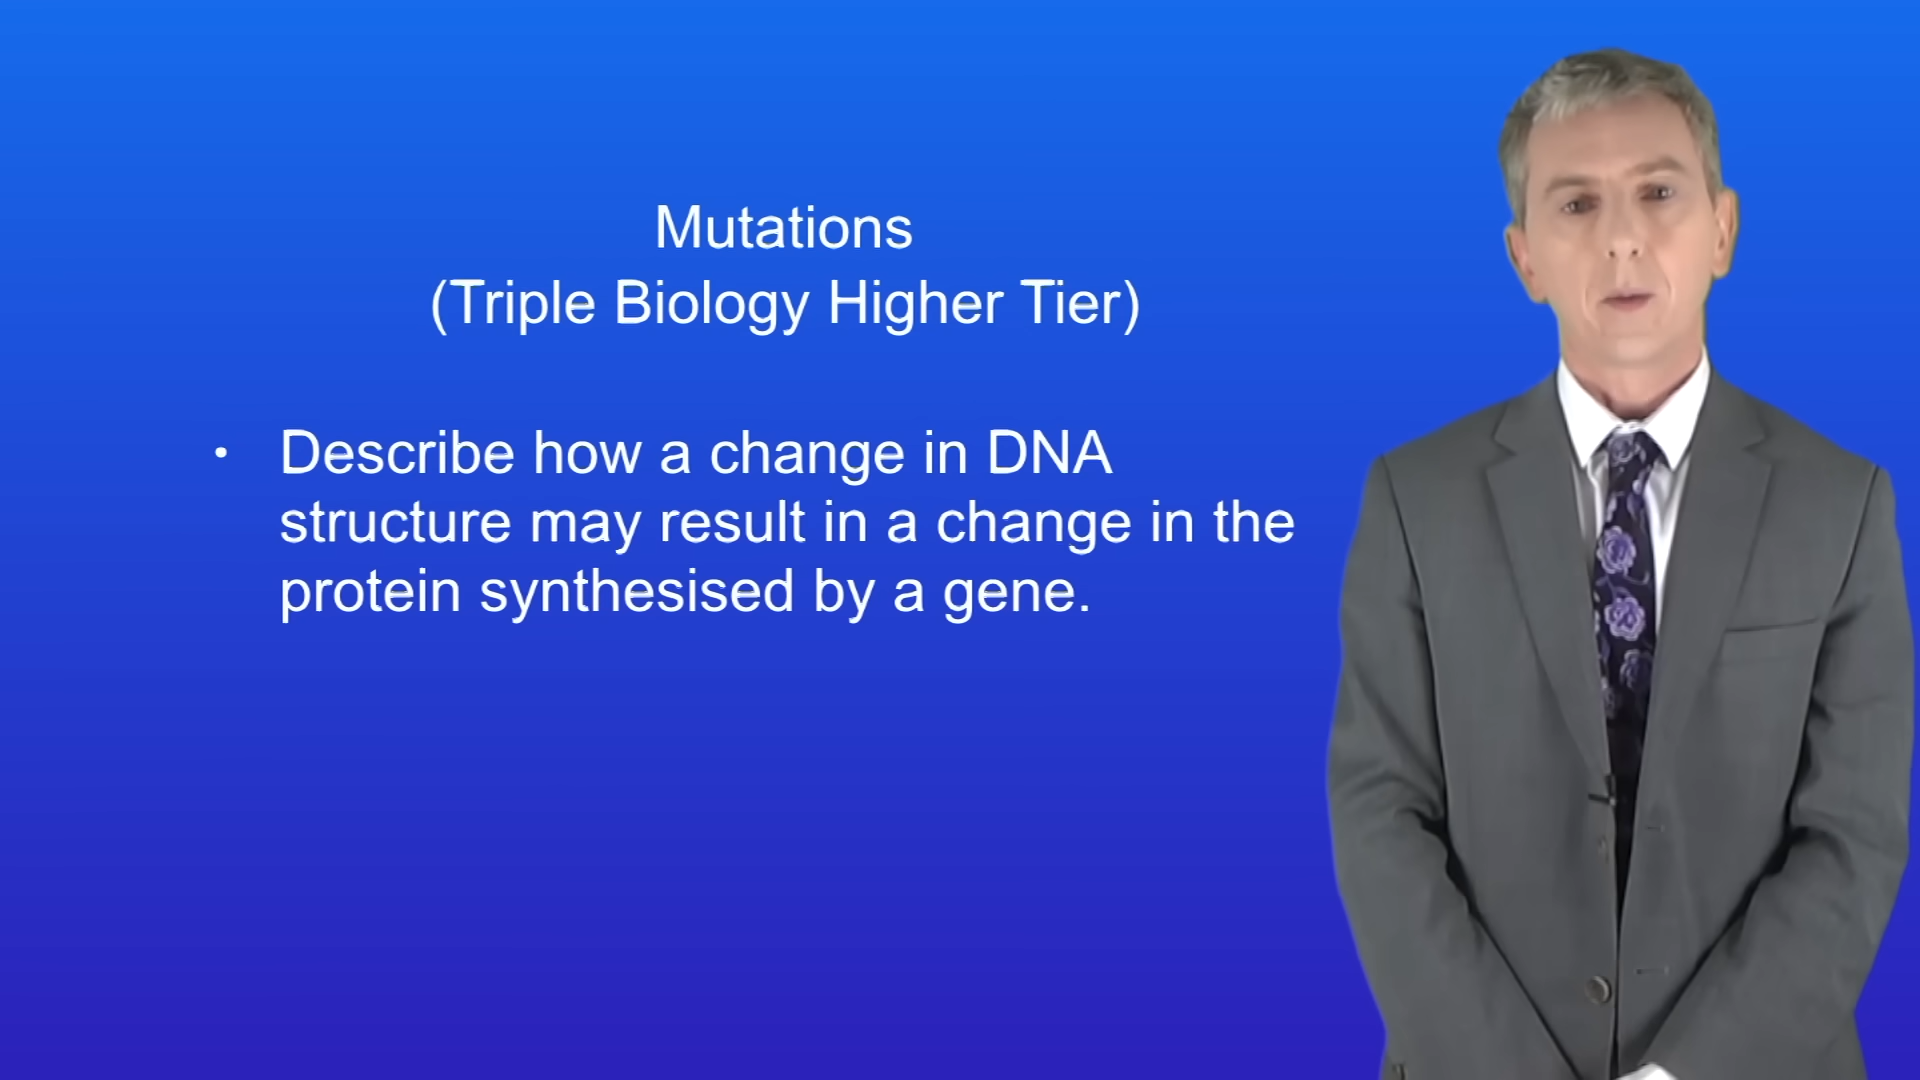 Mutations
(Triple Biology Higher Tier)
• Describe how a change in DNA
structure may result in a change in the
protein synthesised by a gene.